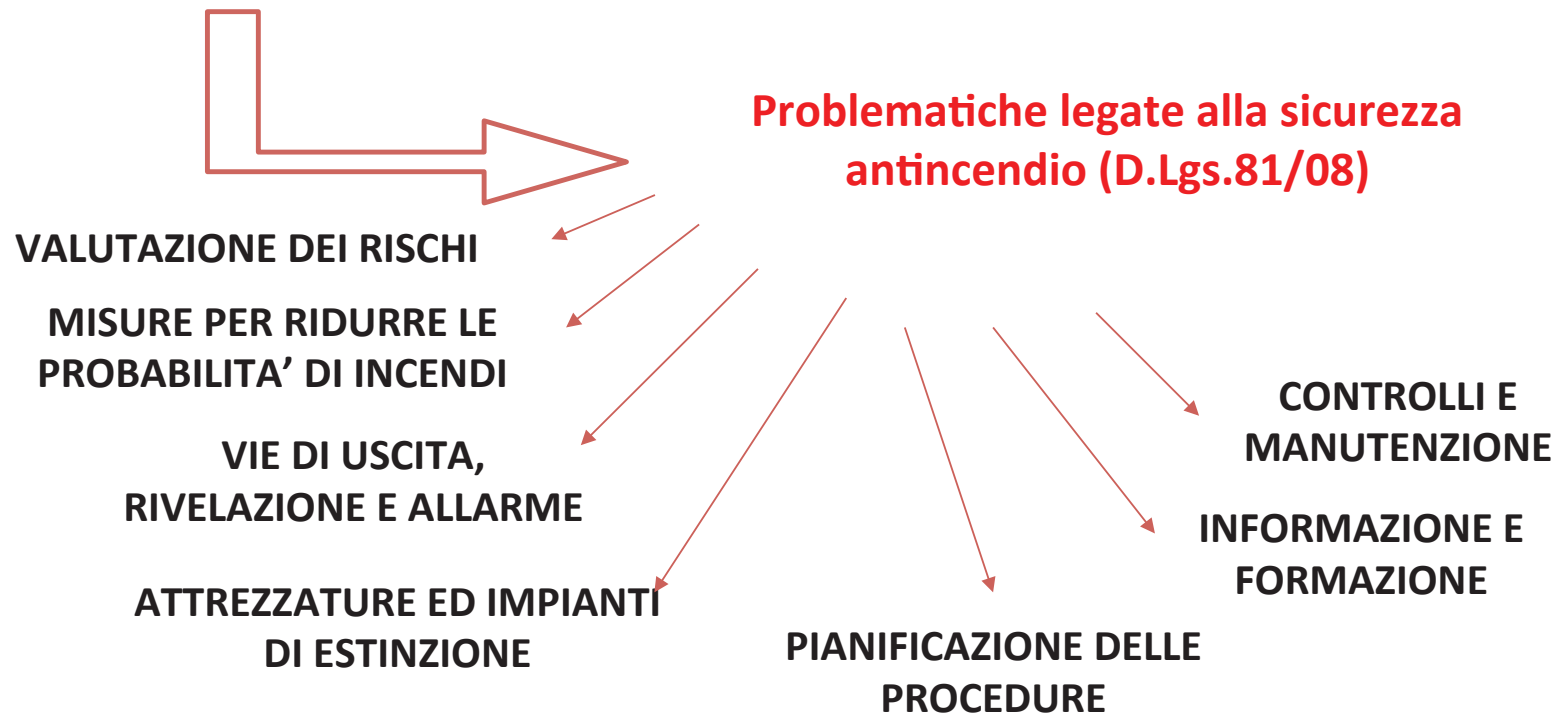 Problematiche legate alla sicurezza
antincendio (D.Lgs.81/08)
VALUTAZIONE DEI RISCHI
MISURE PER RIDURRE LE
PROBABILITA’ DI INCENDI
VIE DI USCITA,
RIVELAZIONE E ALLARME
ATTREZZATURE ED IMPIANTI
DI ESTINZIONE
PIANIFICAZIONE DELLE
PROCEDURE
INFORMAZIONE E
FORMAZIONE
CONTROLLI E
MANUTENZIONE